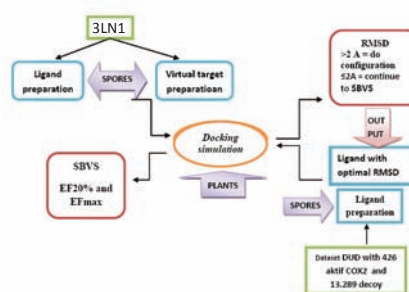 3LN1
Ligand
preparation
SPORES
Virtual target
preparatioan
RMSD
>2 A = do
configuration
≤2A = continue
to SBVS
OUT
PUT
Docking
simulation
SBVS
EF20% and
EFmax
PLANTS
Ligand with
optimal RMSD
SPORES
Ligand
preparation
Dataset DUD with 426
aktif COX2 and
13.289 decoy